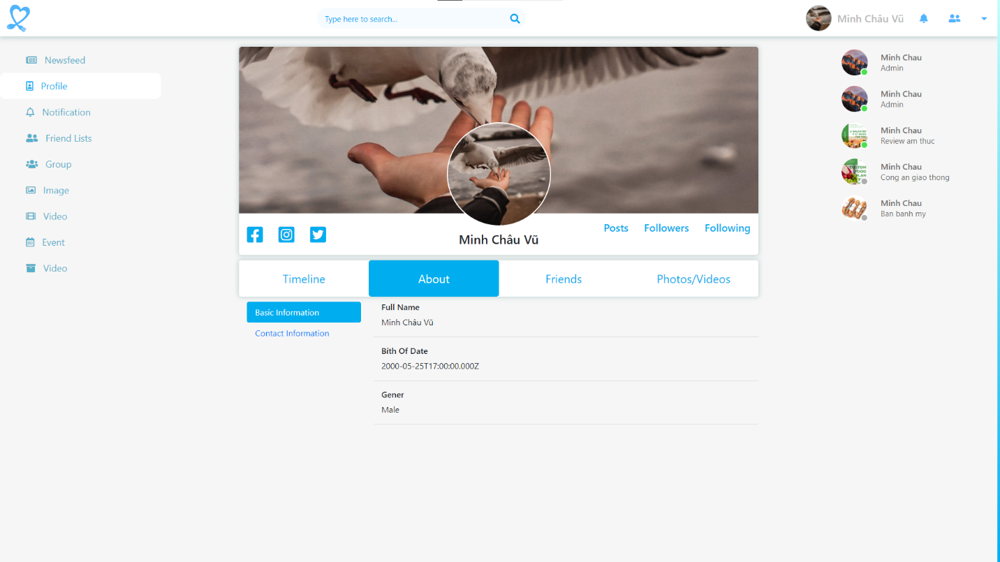 Type here to search...
Minh Châu Vũ
Newsfeed
Profile
Notification
Friend Lists
Group
Image
Video
Event
Video
Minh Châu Vũ
Posts Followers Following
Timeline About Friends Photos/Videos
Basic Information
Contact Information
Full Name
Minh Châu Vũ
Bith Of Date
2000-05-25T17:00:00.000Z
Gener
Male
Minh Chau
Admin
Minh Chau
Admin
Minh Chau
Review am thuc
Minh Chau
Cong an giao thong
Minh Chau
Ban banh my